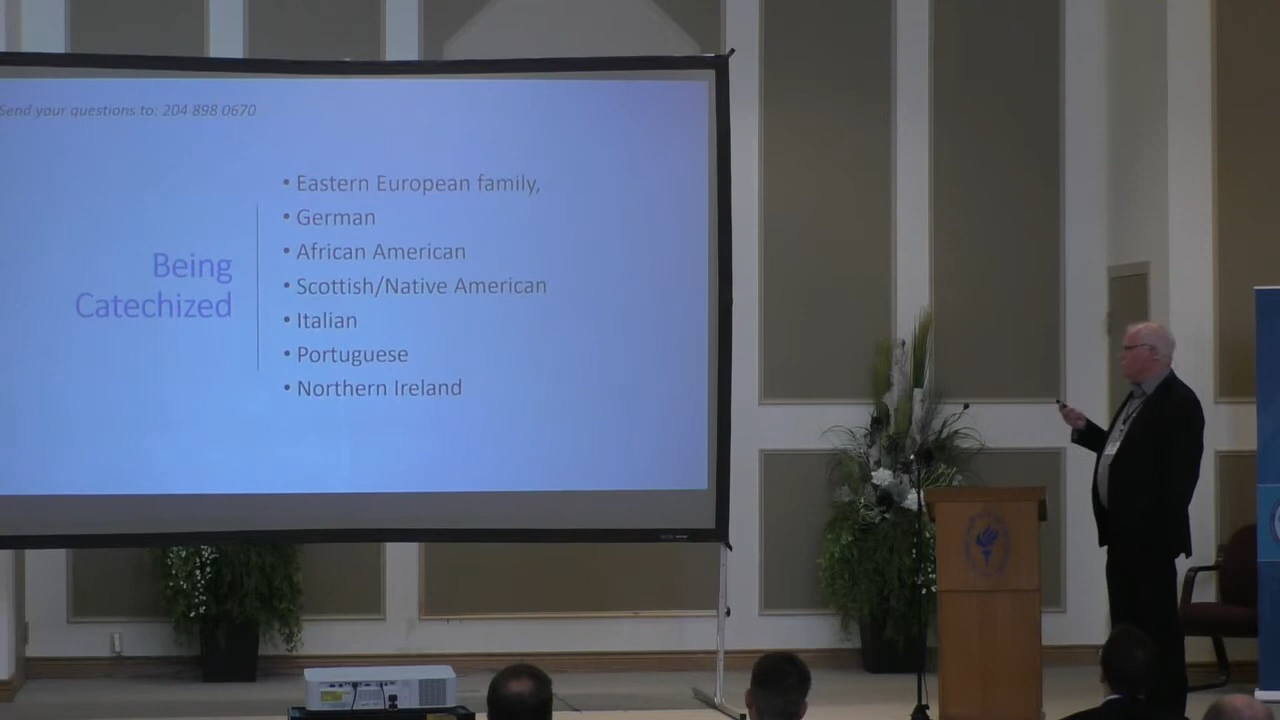 Send your questions to: 204 898 0670
Being
Catechized
• Eastern European family,
• German
• African American
• Scottish/Native American
• Italian
• Portuguese
• Northern Ireland